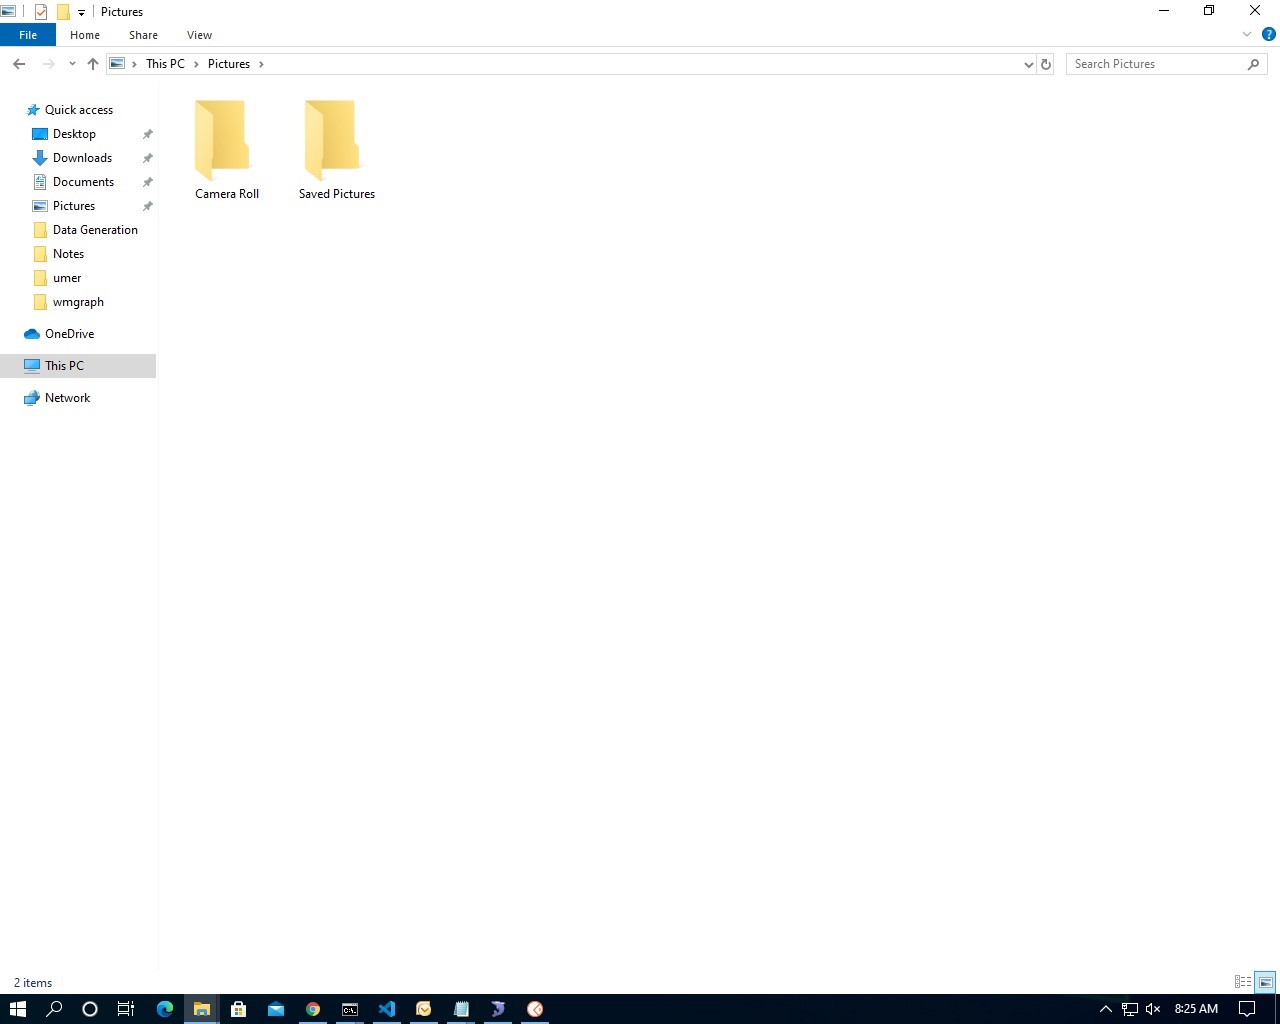 Pictures
File Home Share View
This PC Pictures
Search Pictures
Quick access
Desktop
Downloads
Documents
Pictures
Data Generation
Notes
umer
wmgraph
OneDrive
This PC
Network
Camera Roll
Saved Pictures
2 items
8:25 AM